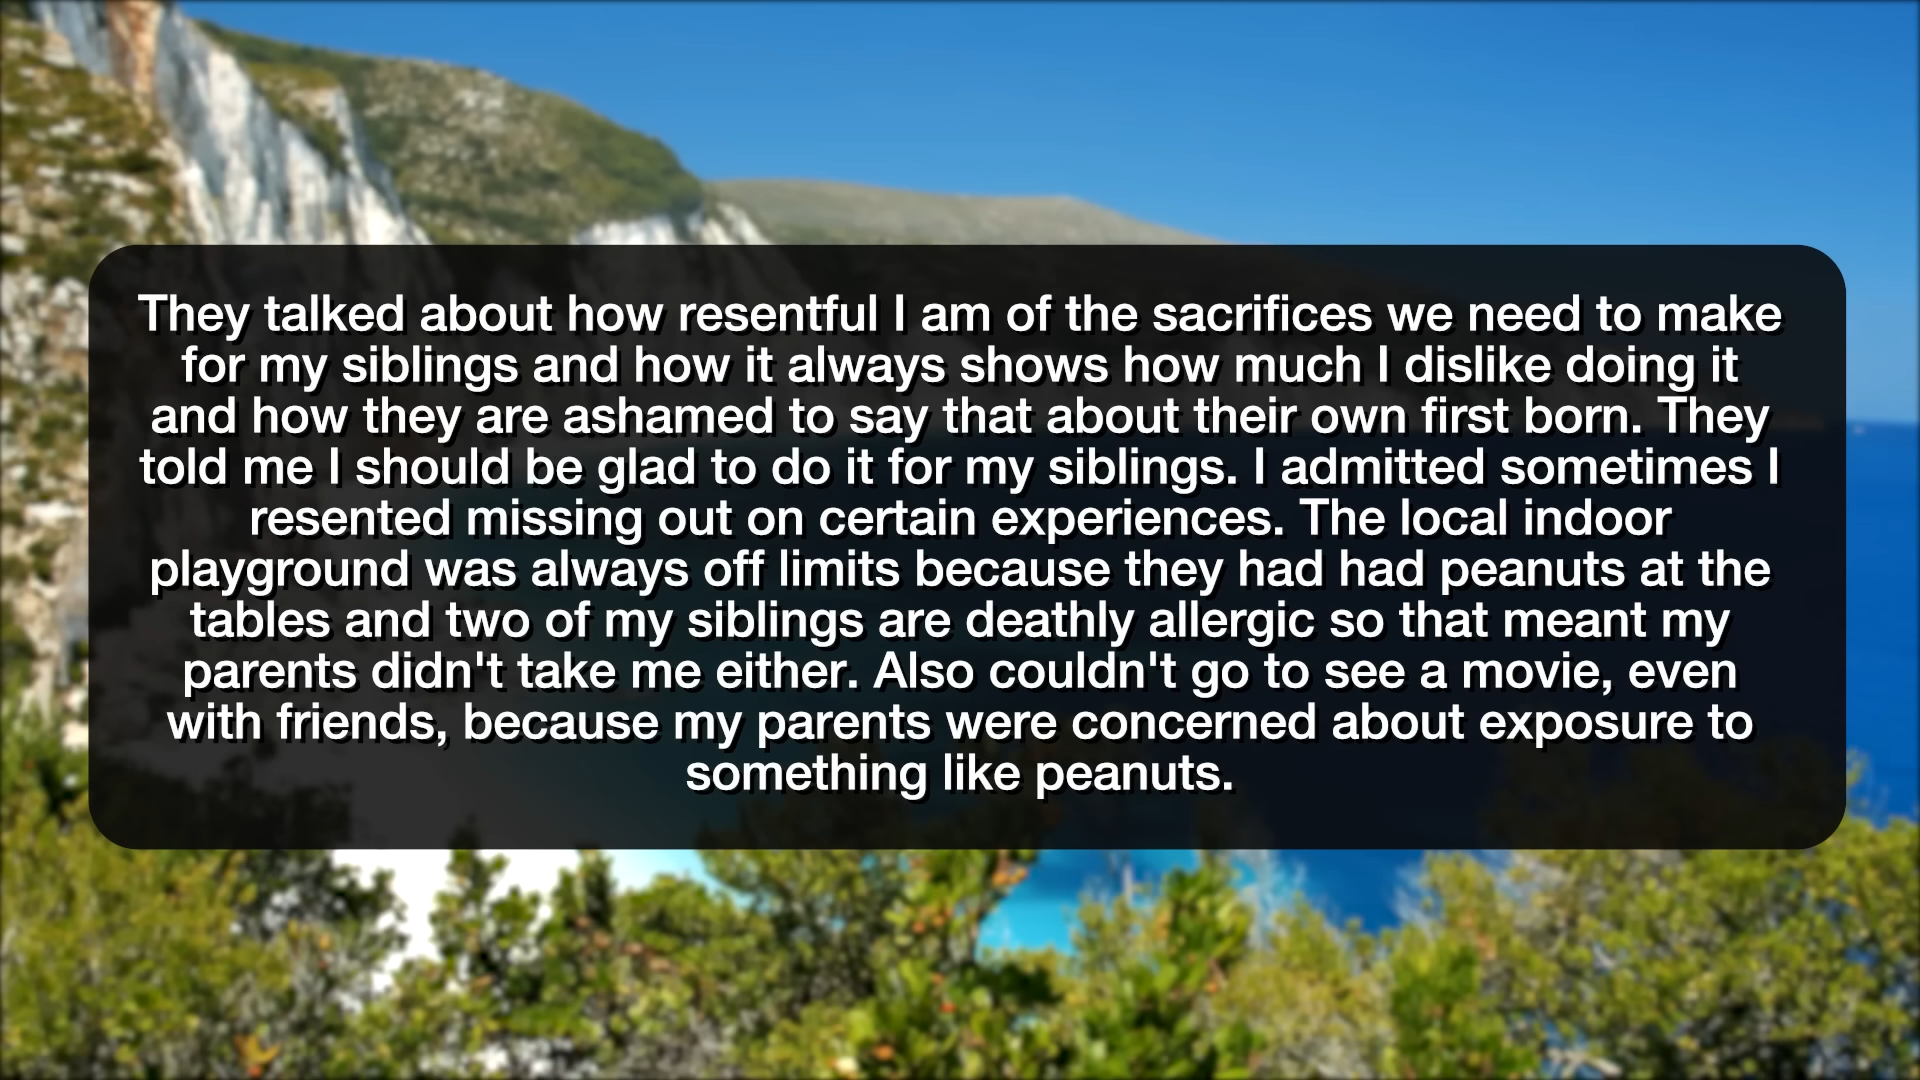 They talked about how resentful I am of the sacrifices we need to make
for my siblings and how it always shows how much I dislike doing it
and how they are ashamed to say that about their own first born. They
told me I should be glad to do it for my siblings. I admitted sometimes I
resented missing out on certain experiences. The local indoor
playground was always off limits because they had had peanuts at the
tables and two of my siblings are deathly allergic so that meant my
parents didn't take me either. Also couldn't go to see a movie, even
with friends, because my parents were concerned about exposure to
something like peanuts.